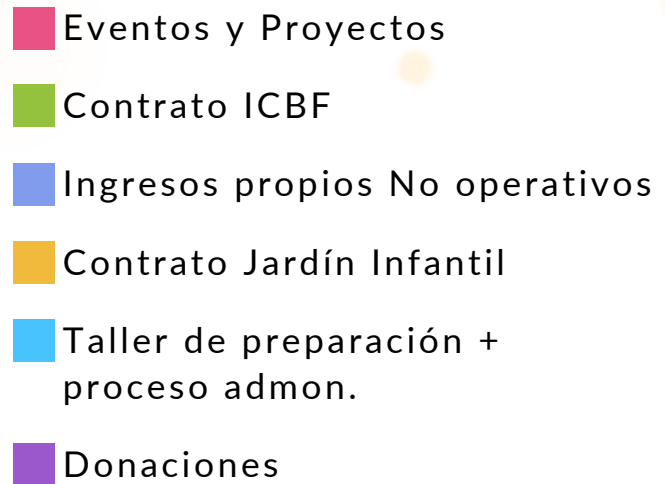 Eventos y Proyectos
Contrato ICBF
Ingresos propios No operativos
Contrato Jardín Infantil
Taller de preparación +
proceso admon.
Donaciones